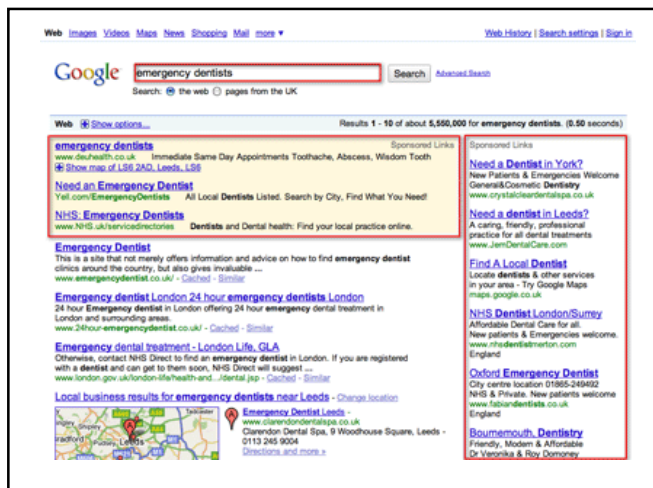 Web Images Videos Maps News Shopping Mail more ▼
Web History | Search settings | Sign in
Google
emergency dentists
Search
Advanced Search
Search: the web pages from the UK
Web Show options...
Results 1 - 10 of about 5,550,000 for emergency dentists. (0.50 seconds)
emergency dentists
Sponsored Links
www.deuhealth.co.uk Immediate Same Day Appointments Toothache, Abscess, Wisdom Tooth
Show map of LS6 2AD, Leeds, LS6
Need an Emergency Dentist
Yell.com/EmergencyDentists All Local Dentists Listed. Search by City, Find What You Need!
NHS: Emergency Dentists
www.NHS.uk/servicedirectories Dentists and Dental health: Find your local practice online.
Emergency Dentist
This is a site that not merely offers information and advice on how to find emergency dentist
clinics around the country, but also gives invaluable ...
www.emergencydentist.co.uk/ - Cached - Similar
Emergency dentist London 24 hour emergency dentists London
24 hour Emergency dentist in London offering 24 hour emergency dental treatment in
London and surrounding areas.
www.24hour-emergencydentist.co.uk/ - Cached - Similar
Emergency dental treatment - London Life, GLA
Otherwise, contact NHS Direct to find an emergency dentist in London. If you are registered
with a dentist and can get to them soon, NHS Direct will suggest ...
www.london.gov.uk/london-life/health-and.../dental.jsp - Cached - Similar
Local business results for emergency dentists near Leeds - Change location
Shipley
Tadcaster
Bradford
Pudsey
Leeds
A
A
Emergency Dentist Leeds -
www.clarendondentalspa.co.uk
Clarendon Dental Spa, 9 Woodhouse Square, Leeds -
0113 245 9004
Directions and more »
Sponsored Links
Need a Dentist in York?
New Patients & Emergencies Welcome
General&Cosmetic Dentistry
www.crystalcleardentalspa.co.uk
Need a dentist in Leeds?
A caring, friendly, professional
practice for all dental treatments
www.JemDentalCare.com
Find A Local Dentist
Locate dentists & other services
in your area - Try Google Maps
maps.google.co.uk
NHS Dentist London/Surrey
Affordable Dental Care for all.
New patients & Emergencies welcome.
www.nhsdentistmerton.com
England
Oxford Emergency Dentist
City centre location 01865-249492
NHS & Private. New patients welcome
www.fabiandentists.co.uk
England
Bournemouth, Dentistry
Friendly, Modern & Affordable
Dr Veronika & Roy Domoney